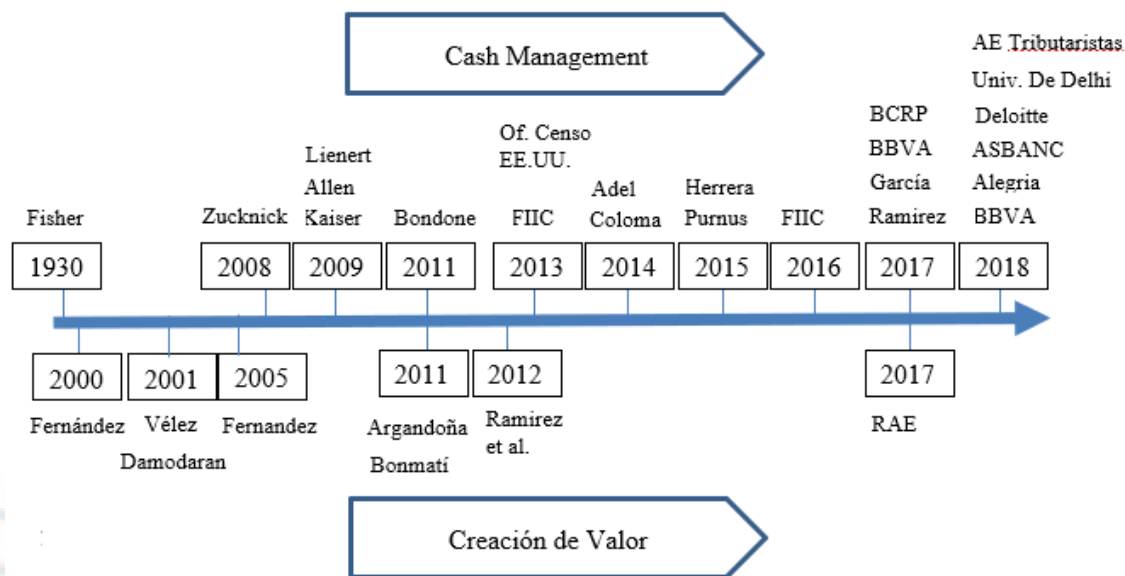 Cash Management
AE Tributaristas
Univ. De Delhi
BCRP
Deloitte
Of. Censo
EE.UU.
BBVA
ASBANC
Lienert
Allen
Adel
Herrera
García
Alegria
Fisher
Zucknick
Kaiser
Bondone
FIIC
Coloma
Purnus
FIIC
Ramirez
BBVA
1930
2008
2009
2011
2013
2014
2015
2016
2017
2018
2000
2001
2005
2011
2012
2017
Fernández
Vélez
Fernandez
Argandoña
Ramirez
et al.
RAE
Damodaran
Bonmatí
Creación de Valor